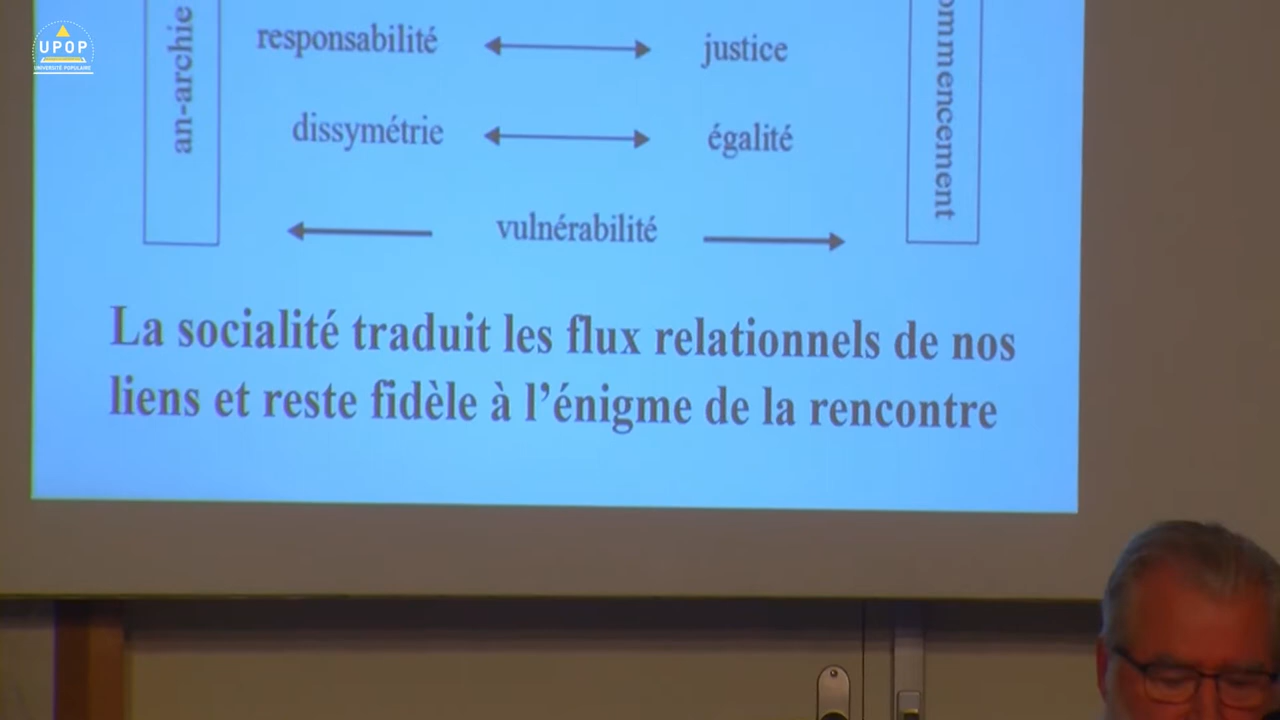 UPOP
UNIVERSITÉ POPULAIRE
an-archie
responsabilité
justice
dissymétrie
égalité
vulnérabilité
ommencement
La socialité traduit les flux relationnels de nos
liens et reste fidèle à l'énigme de la rencontre